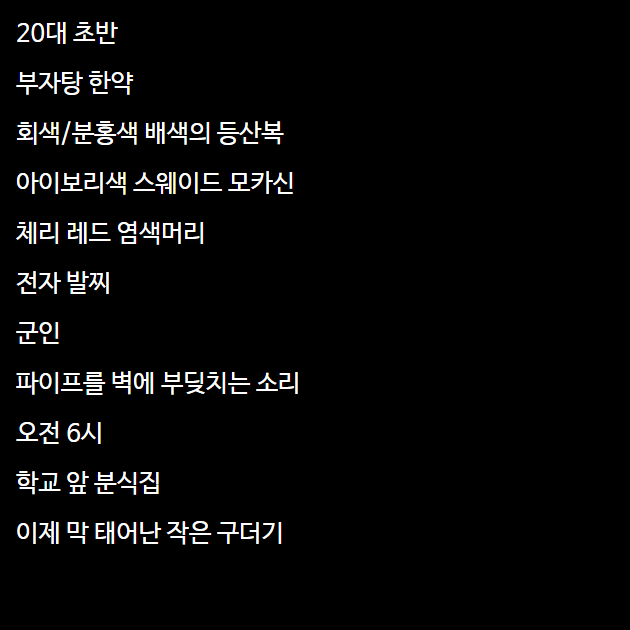 20대 초반
부자탕 한약
회색/분홍색 배색의 등산복
아이보리색 스웨이드 모카신
체리 레드 염색머리
전자 발찌
군인
파이프를 벽에 부딪치는 소리
오전 6시
학교 앞 분식집
이제 막 태어난 작은 구더기